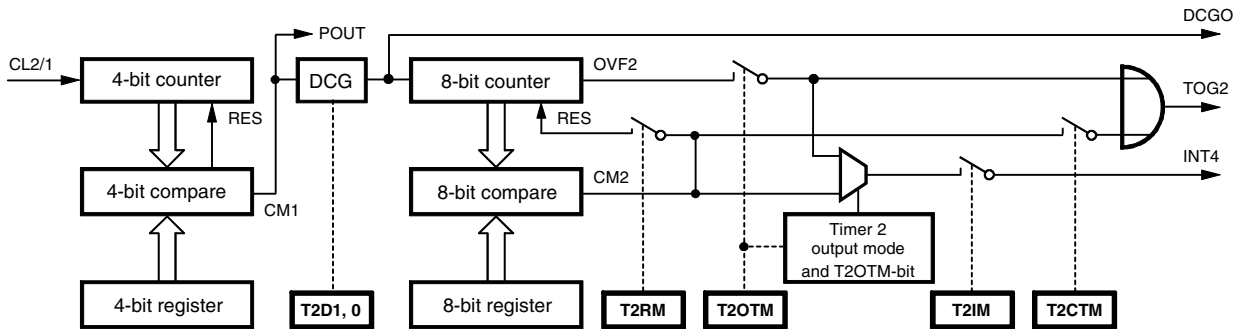 DCGO
POUT
CL2/1
4-bit counter
DCG
8-bit counter
OVF2
TOG2
RES
RES
INT4
4-bit compare
CM1
8-bit compare
CM2
Timer 2
output mode
and T2OTM-bit
4-bit register
T2D1, 0
8-bit register
T2RM
T2OTM
T2IM
T2CTM